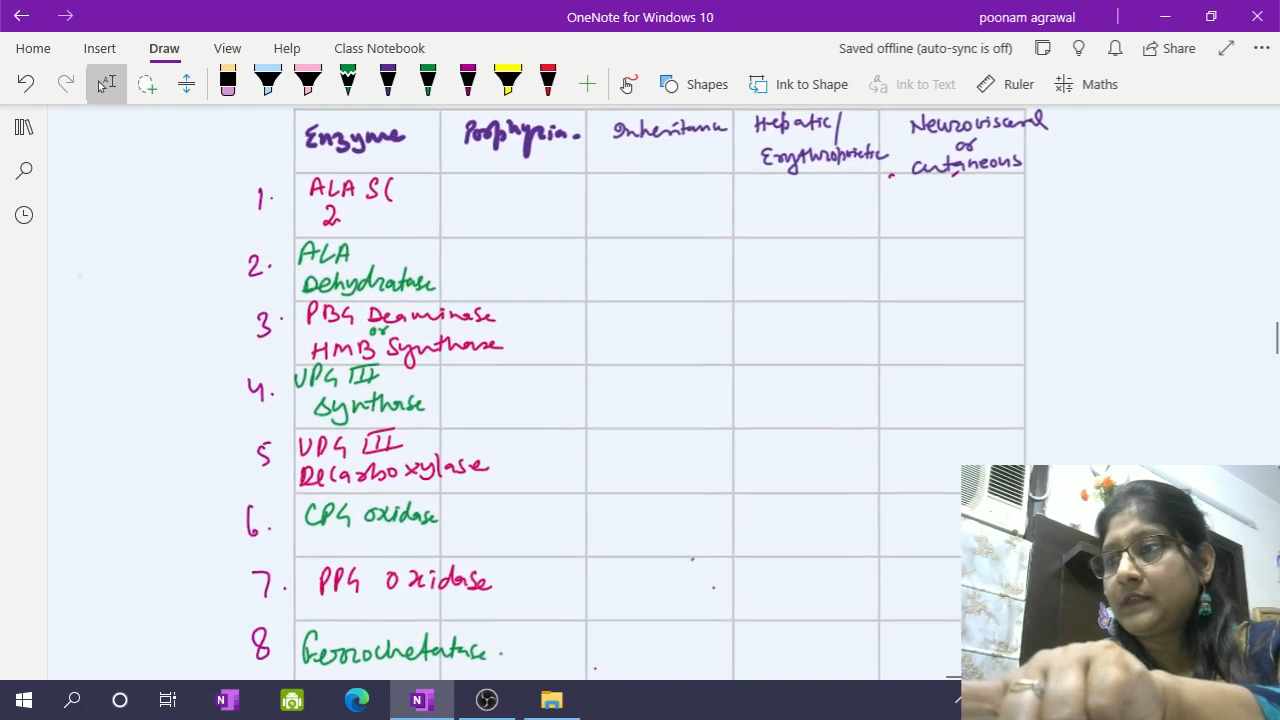 OneNote for Windows 10
poonam agrawal
Home Insert Draw View Help Class Notebook
Saved offline (auto-sync is off)
Share
Shapes
Ink to Shape
Ink to Text
Ruler
Maths
Enzyme
Porphyria.
Inheritance
Hepatic/
Erythroprietic
Neurovisceral
or
Cutaneous
1. ALA S(
2
2. ALA
Dehydratase
3. PBG Deaminase
or
HMB Synthase
4. UPG III
Synthase
5 UPG III
Decarboxylase
6. CPG oxidase
7. PPG Oxidase
8 Ferrochetatase.